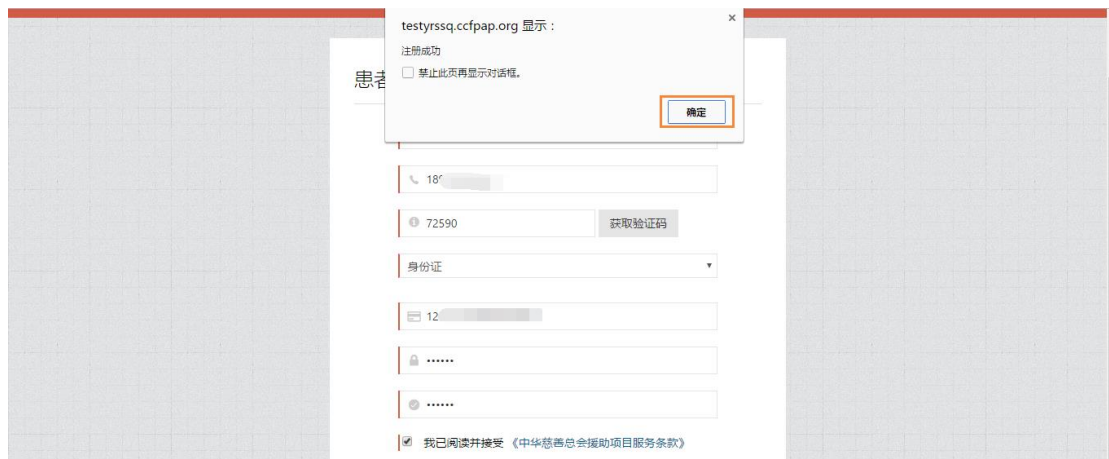 testyrssq.ccfpap.org 显示：
×
注册成功
禁止此页再显示对话框。
患者
确定
18
72590
获取验证码
身份证
12
••••••
••••••
我已阅读并接受 《中华慈善总会援助项目服务条款》